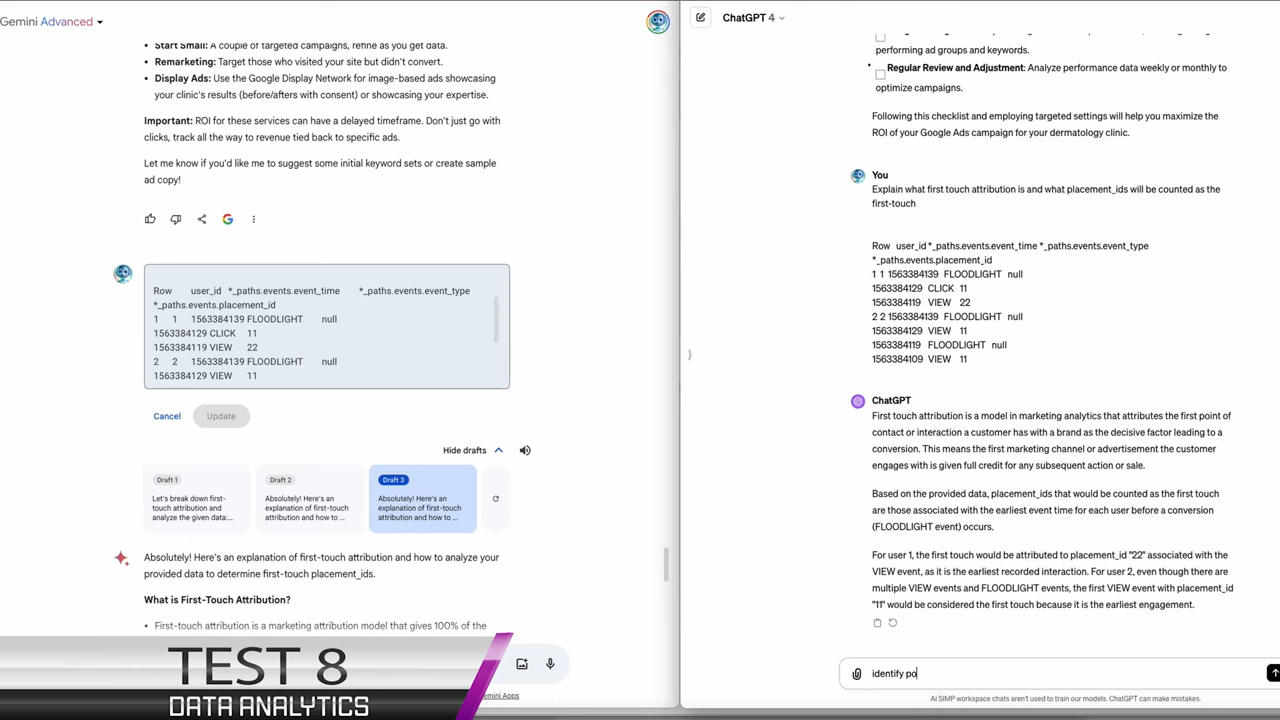 Gemini Advanced
• Start Small: A couple of targeted campaigns, refine as you get data.
• Remarketing: Target those who visited your site but didn't convert.
• Display Ads: Use the Google Display Network for image-based ads showcasing
your clinic's results (before/afters with consent) or showcasing your expertise.
Important: ROI for these services can have a delayed timeframe. Don't just go with
clicks, track all the way to revenue tied back to specific ads.
Let me know if you'd like me to suggest some initial keyword sets or create sample
ad copy!
Row user_id *_paths.events.event_time *_paths.events.event_type
*_paths.events.placement_id
1 1 1563384139 FLOODLIGHT null
1563384129 CLICK 11
1563384119 VIEW 22
2 2 1563384139 FLOODLIGHT null
1563384129 VIEW 11
Cancel Update
Hide drafts
Draft 1
Let's break down first-
touch attribution and
analyze the given data:...
Draft 2
Absolutely! Here's an
explanation of first-touch
attribution and how to ...
Draft 3
Absolutely! Here's an
explanation of first-touch
attribution and how to ...
Absolutely! Here's an explanation of first-touch attribution and how to analyze your
provided data to determine first-touch placement_ids.
What is First-Touch Attribution?
• First-touch attribution is a marketing attribution model that gives 100% of the
TEST 8
DATA ANALYTICS
emini Apps
ChatGPT 4
performing ad groups and keywords.
• Regular Review and Adjustment: Analyze performance data weekly or monthly to
optimize campaigns.
Following this checklist and employing targeted settings will help you maximize the
ROI of your Google Ads campaign for your dermatology clinic.
You
Explain what first touch attribution is and what placement_ids will be counted as the
first-touch
Row user_id *_paths.events.event_time *_paths.events.event_type
*_paths.events.placement_id
1 1 1563384139 FLOODLIGHT null
1563384129 CLICK 11
1563384119 VIEW 22
2 2 1563384139 FLOODLIGHT null
1563384129 VIEW 11
1563384119 FLOODLIGHT null
1563384109 VIEW 11
ChatGPT
First touch attribution is a model in marketing analytics that attributes the first point of
contact or interaction a customer has with a brand as the decisive factor leading to a
conversion. This means the first marketing channel or advertisement the customer
engages with is given full credit for any subsequent action or sale.
Based on the provided data, placement_ids that would be counted as the first touch
are those associated with the earliest event time for each user before a conversion
(FLOODLIGHT event) occurs.
For user 1, the first touch would be attributed to placement_id "22" associated with the
VIEW event, as it is the earliest recorded interaction. For user 2, even though there are
multiple VIEW events and FLOODLIGHT events, the first VIEW event with placement_id
"11" would be considered the first touch because it is the earliest engagement.
identify po
Ai SIMP workspace chats aren't used to train our models. ChatGPT can make mistakes.